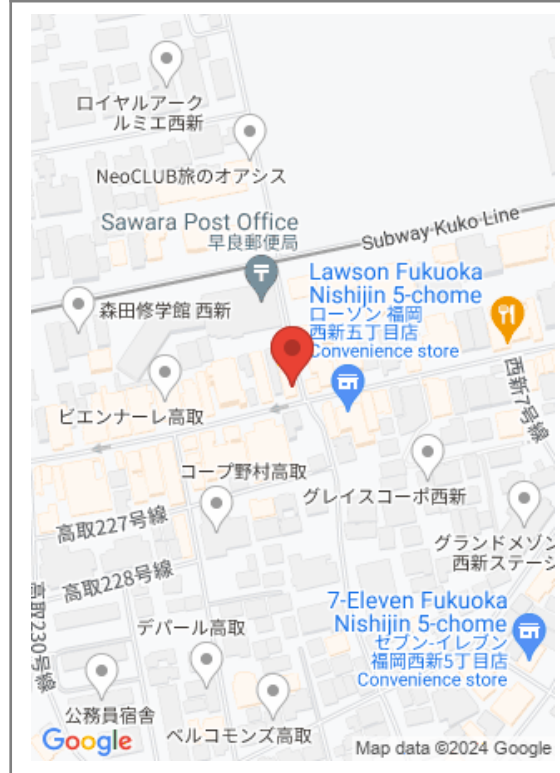 ロイヤルアーク
ルミエ西新
NeoCLUB旅のオアシス
Sawara Post Office
早良郵便局
Subway Kuko Line
Lawson Fukuoka
Nishijin 5-chome
ローソン 福岡
西新五丁目店
Convenience store
森田修学館 西新
西新7号線
ビエンナーレ高取
コープ野村高取
グレイスコーポ西新
高取227号線
グランドメゾン
西新ステージ
高取228号線
高取230号線
7-Eleven Fukuoka
Nishijin 5-chome
セブン-イレブン
福岡西新5丁目店
Convenience store
デパール高取
公務員宿舎
ベルコモンズ高取
Google
Map data ©2024 Google